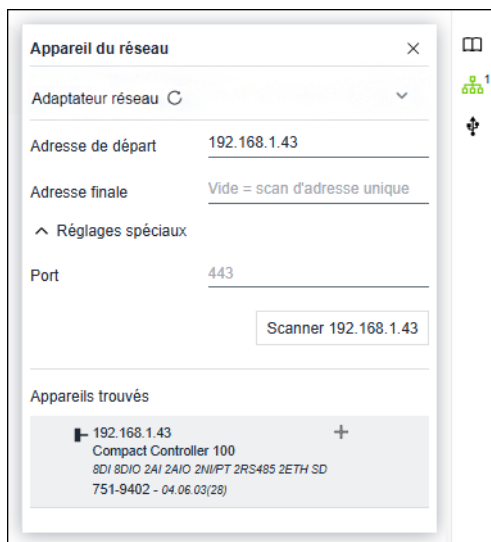 Appareil du réseau
1
Adaptateur réseau
Adresse de départ 192.168.1.43
Adresse finale Vide = scan d'adresse unique
Réglages spéciaux
Port 443
Scanner 192.168.1.43
Appareils trouvés
192.168.1.43
Compact Controller 100
8DI 8DIO 2AI 2AIO 2NI/PT 2RS485 2ETH SD
751-9402 - 04.06.03(28)